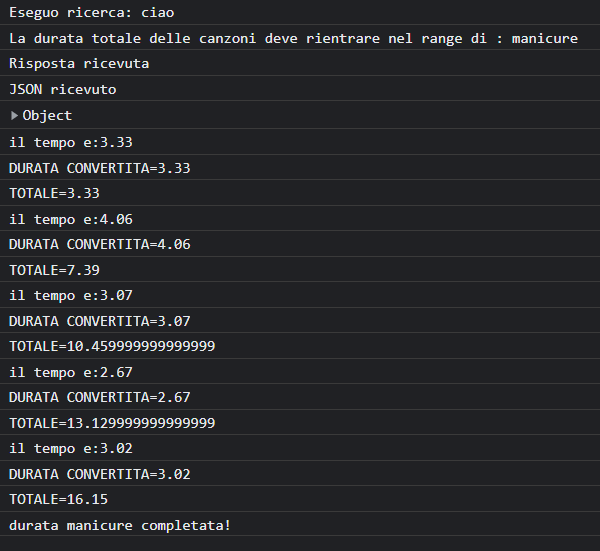 Eseguo ricerca: ciao
La durata totale delle canzoni deve rientrare nel range di : manicure
Risposta ricevuta
JSON ricevuto
Object
il tempo e:3.33
DURATA CONVERTITA=3.33
TOTALE=3.33
il tempo e:4.06
DURATA CONVERTITA=4.06
TOTALE=7.39
il tempo e:3.07
DURATA CONVERTITA=3.07
TOTALE=10.459999999999999
il tempo e:2.67
DURATA CONVERTITA=2.67
TOTALE=13.129999999999999
il tempo e:3.02
DURATA CONVERTITA=3.02
TOTALE=16.15
durata manicure completata!